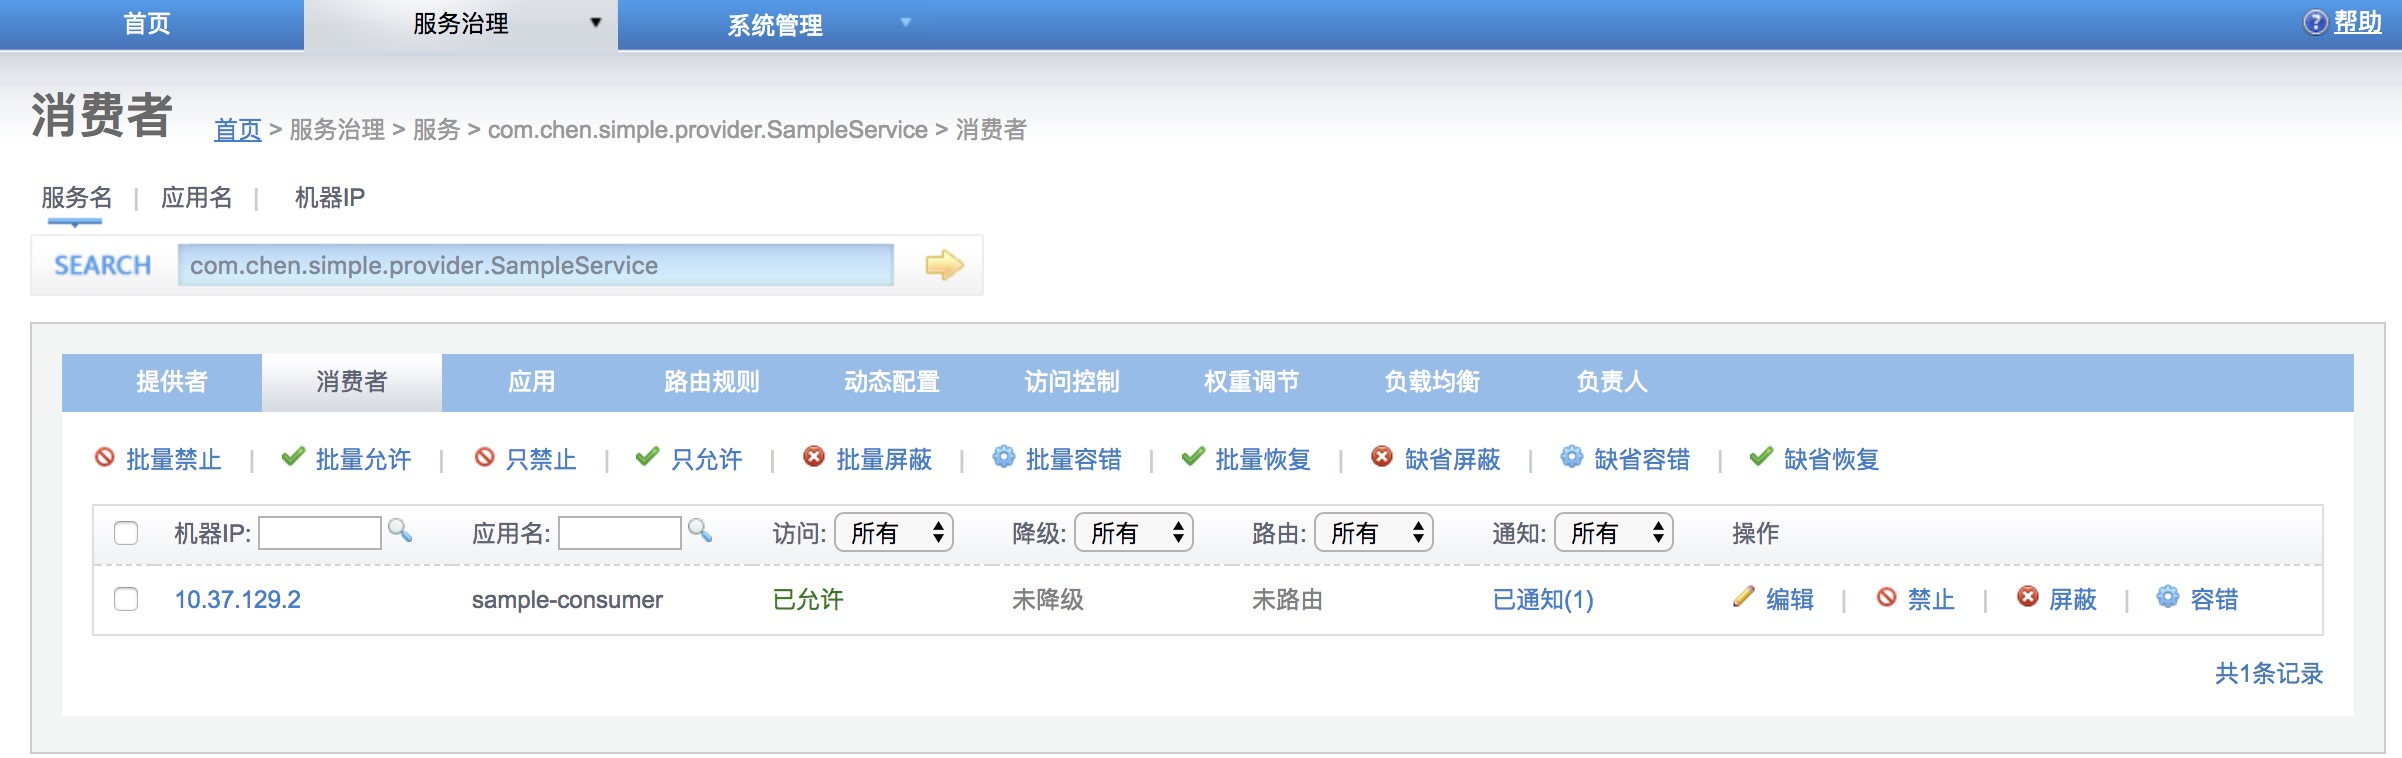 首页 服务治理 系统管理 帮助
消费者 首页 > 服务治理 > 服务 > com.chen.simple.provider.SampleService > 消费者
服务名 | 应用名 | 机器IP
SEARCH com.chen.simple.provider.SampleService
提供者 消费者 应用 路由规则 动态配置 访问控制 权重调节 负载均衡 负责人
批量禁止 | 批量允许 | 只禁止 | 只允许 | 批量屏蔽 | 批量容错 | 批量恢复 | 缺省屏蔽 | 缺省容错 | 缺省恢复
机器IP: 应用名: 访问: 所有 降级: 所有 路由: 所有 通知: 所有 操作
10.37.129.2 sample-consumer 已允许 未降级 未路由 已通知(1) 编辑 | 禁止 | 屏蔽 | 容错
共1条记录